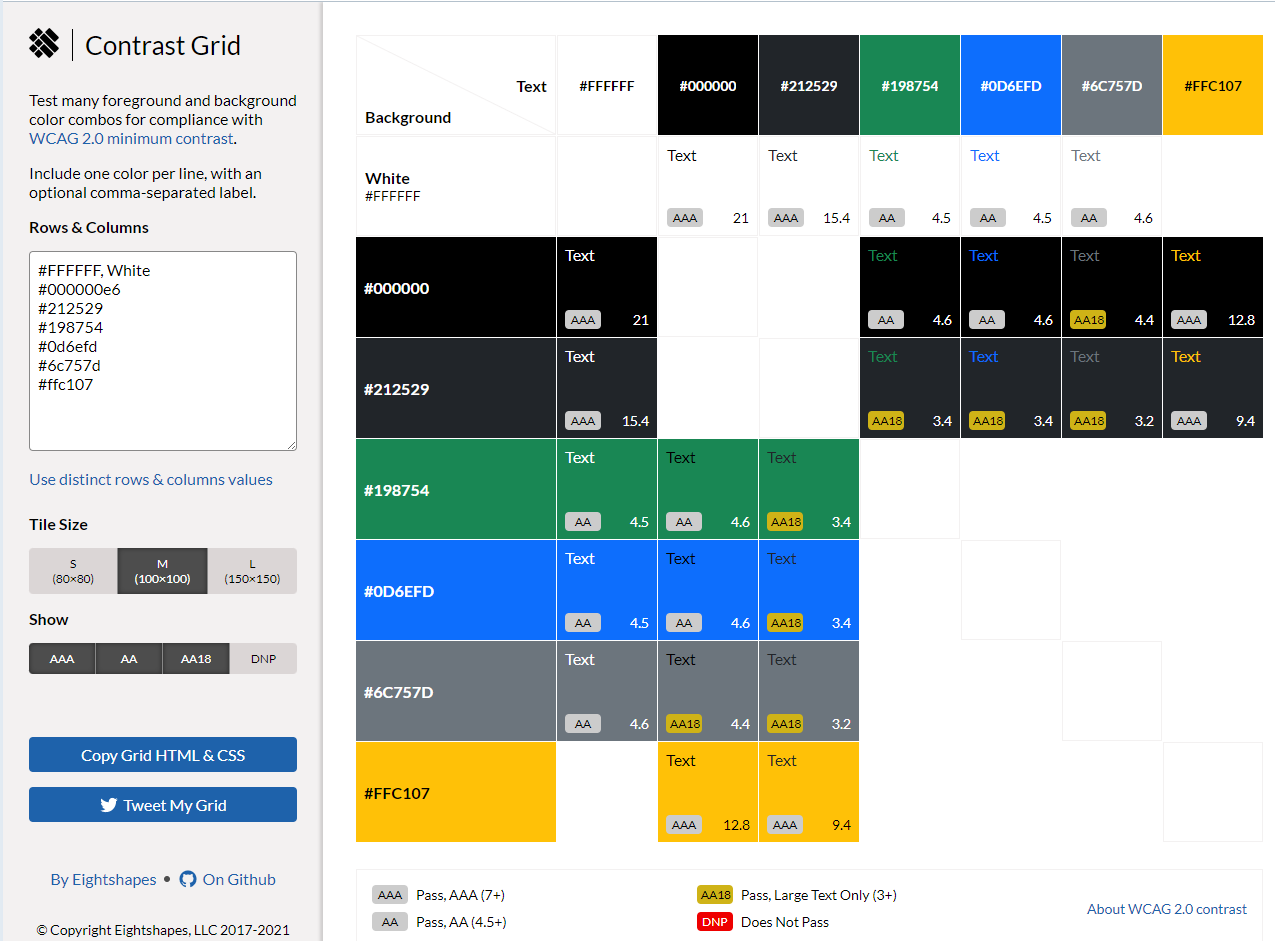 Contrast Grid
Test many foreground and background
color combos for compliance with
WCAG 2.0 minimum contrast.
Include one color per line, with an
optional comma-separated label.
Rows & Columns
#FFFFFF, White
#000000e6
#212529
#198754
#0d6efd
#6c757d
#ffc107
Use distinct rows & columns values
Tile Size
S M L
(80×80) (100×100) (150×150)
Show
AAA AA AA18 DNP
Copy Grid HTML & CSS
Tweet My Grid
By Eightshapes • On Github
© Copyright Eightshapes, LLC 2017-2021
Text #FFFFFF #000000 #212529 #198754 #0D6EFD #6C757D #FFC107
Background
Text Text Text Text Text
White
#FFFFFF
AAA 21 AAA 15.4 AA 4.5 AA 4.5 AA 4.6
Text Text Text Text Text
#000000
AAA 21 AA 4.6 AA 4.6 AA18 4.4 AAA 12.8
Text Text Text Text Text
#212529
AAA 15.4 AA18 3.4 AA18 3.4 AA18 3.2 AAA 9.4
Text Text Text
#198754
AA 4.5 AA 4.6 AA18 3.4
Text Text Text
#0D6EFD
AA 4.5 AA 4.6 AA18 3.4
Text Text Text
#6C757D
AA 4.6 AA18 4.4 AA18 3.2
Text Text
#FFC107
AAA 12.8 AAA 9.4
AAA Pass, AAA (7+) AA18 Pass, Large Text Only (3+)
AA Pass, AA (4.5+) DNP Does Not Pass
About WCAG 2.0 contrast